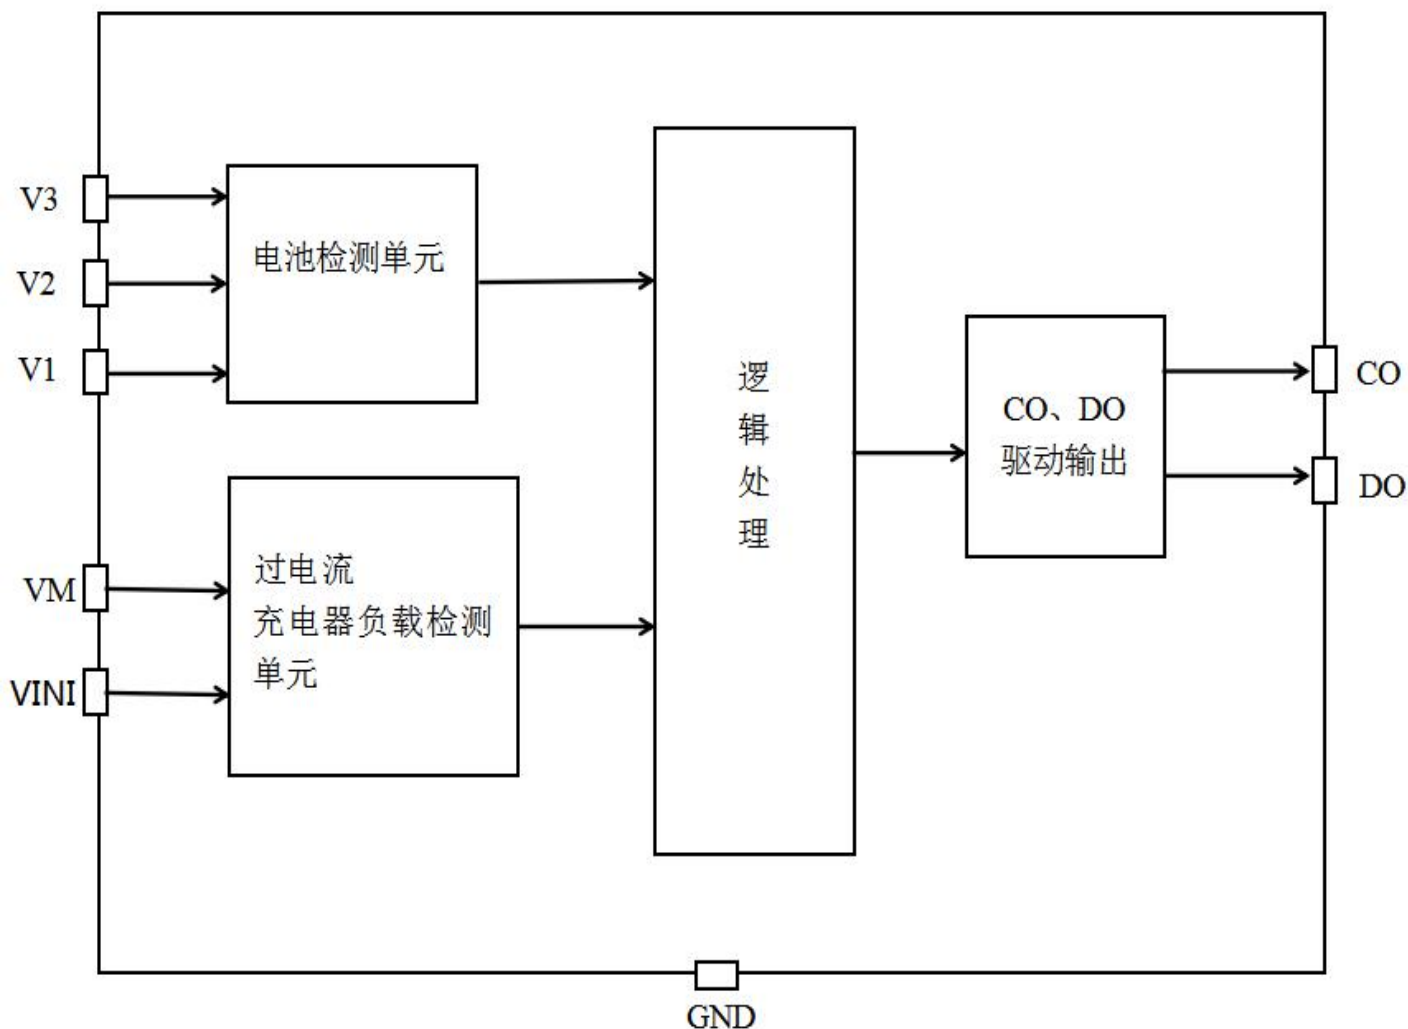 V3
V2
V1
电池检测单元
VM
VINI
过电流
充电器负载检测
单元
逻
辑
处
理
CO、DO
驱动输出
CO
DO
GND